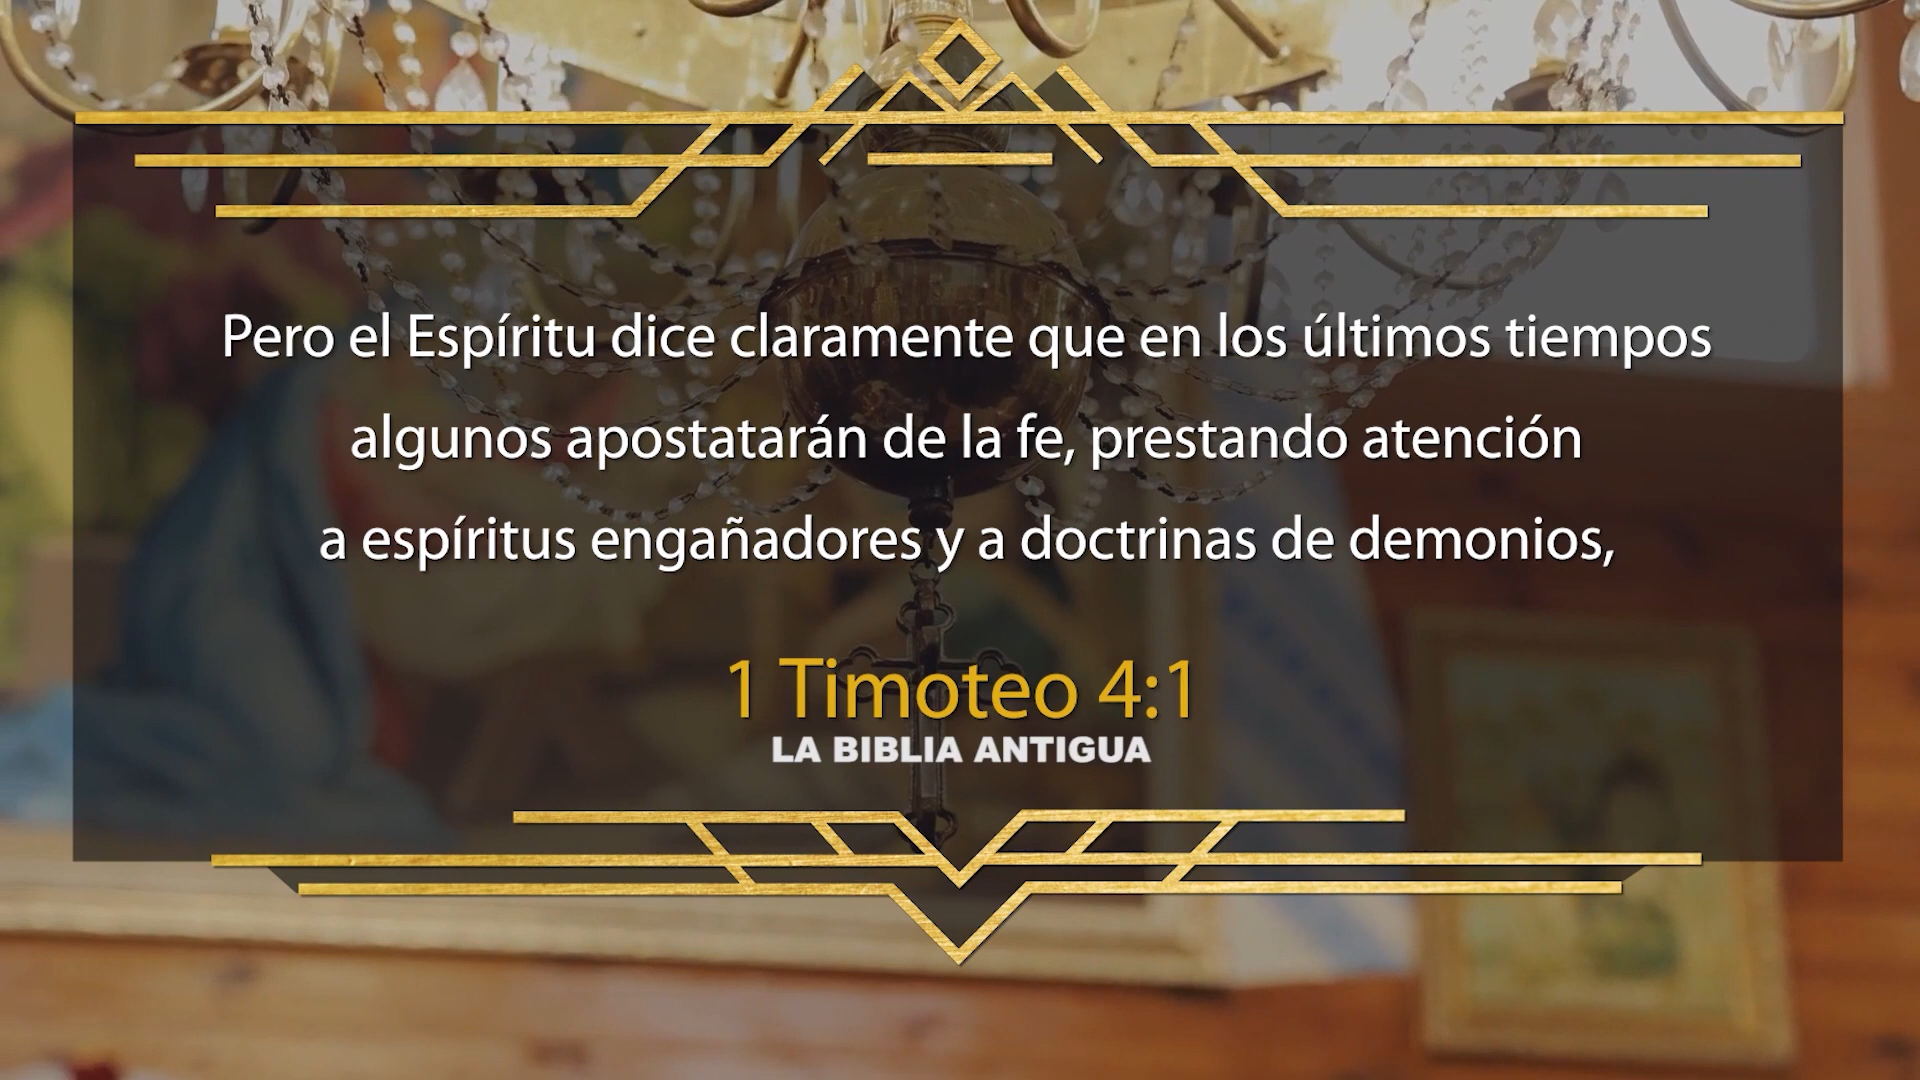 Pero el Espíritu dice claramente que en los últimos tiempos
algunos apostatarán de la fe, prestando atención
a espíritus engañadores y a doctrinas de demonios,
1 Timoteo 4:1
LA BIBLIA ANTIGUA